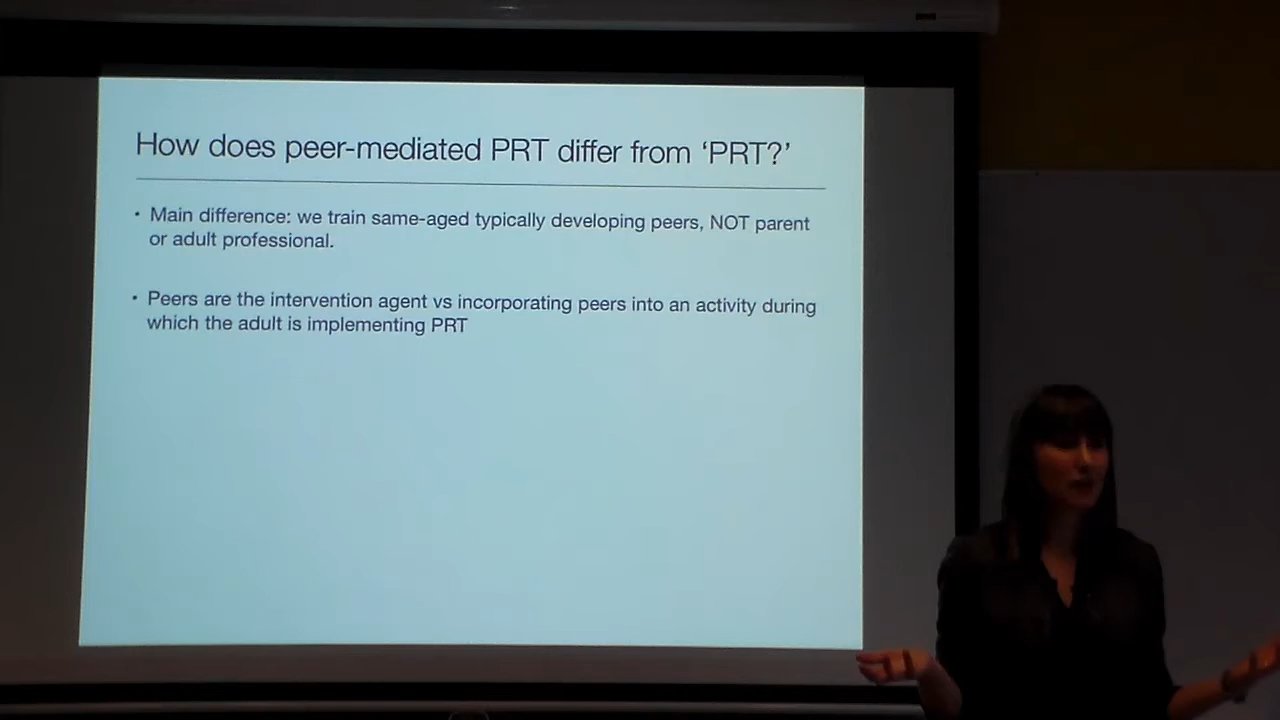 How does peer-mediated PRT differ from ‘PRT?’
• Main difference: we train same-aged typically developing peers, NOT parent
or adult professional.
• Peers are the intervention agent vs incorporating peers into an activity during
which the adult is implementing PRT